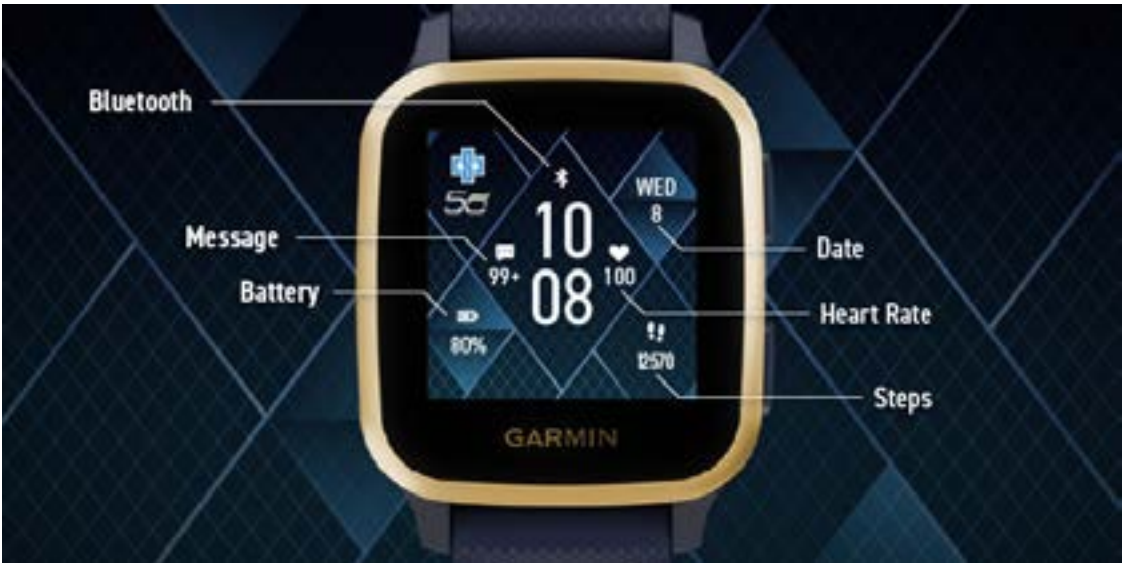 Bluetooth
WED
8
10
Message
99+
100
Date
Battery
08
Heart Rate
80%
12570
Steps
GARMIN